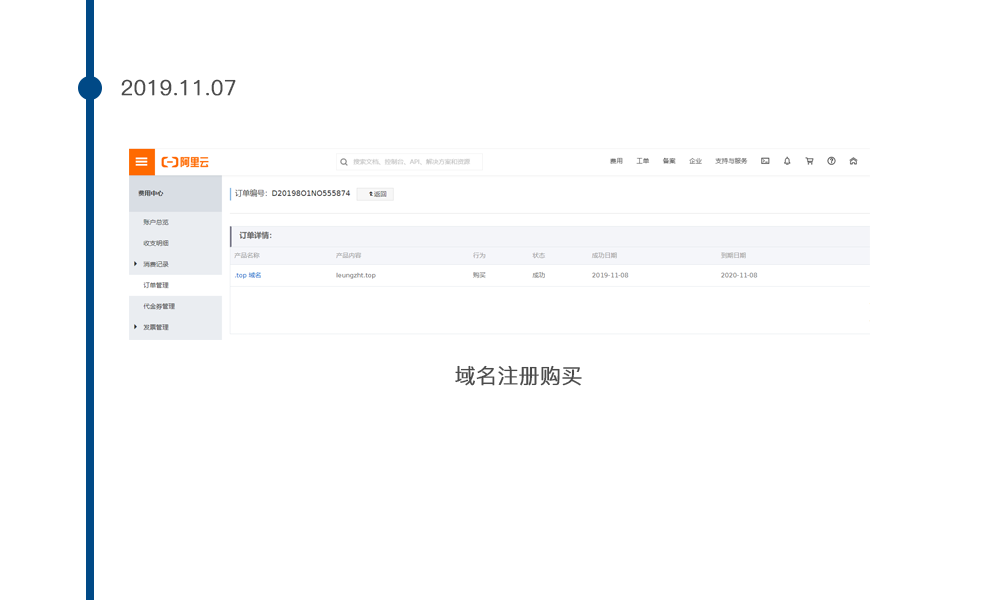 2019.11.07
阿里云
搜索文档、控制台、API、解决方案和资源
费用 工单 备案 企业 支持与服务
费用中心
订单编号：D20198O1NO555874 返回
账户总览
收支明细
消费记录
订单管理
代金券管理
发票管理
订单详情：
产品名称 产品内容 行为 状态 成功日期 到期日期
.top 域名 leungzht.top 购买 成功 2019-11-08 2020-11-08
域名注册购买